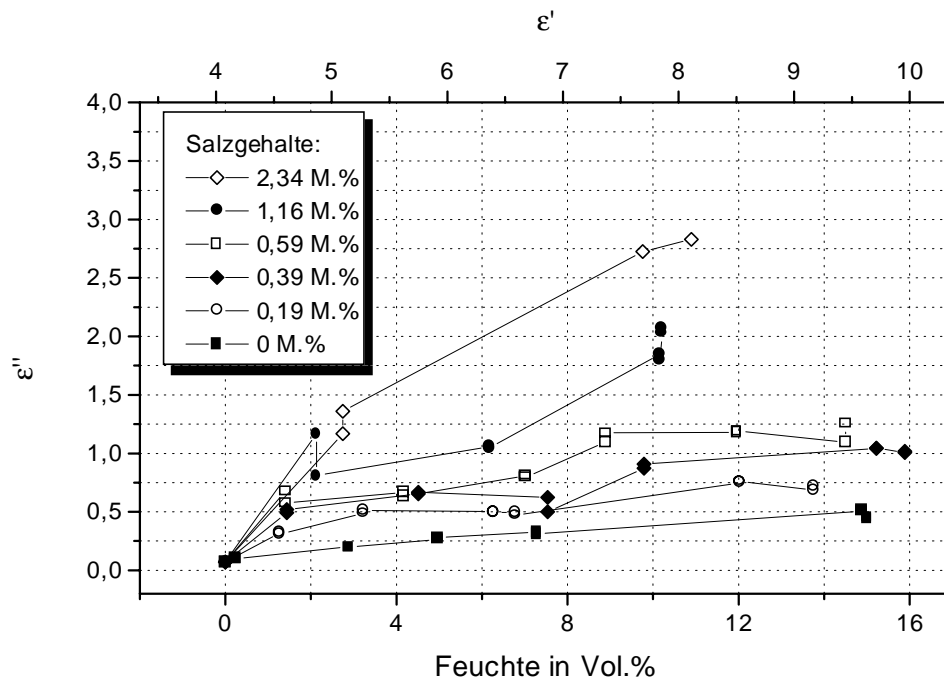 ε'
4 5 6 7 8 9 10
4,0
3,5
3,0
2,5
2,0
1,5
1,0
0,5
0,0
ε"
Salzgehalte:
2,34 M.%
1,16 M.%
0,59 M.%
0,39 M.%
0,19 M.%
0 M.%
0 4 8 12 16
Feuchte in Vol.%